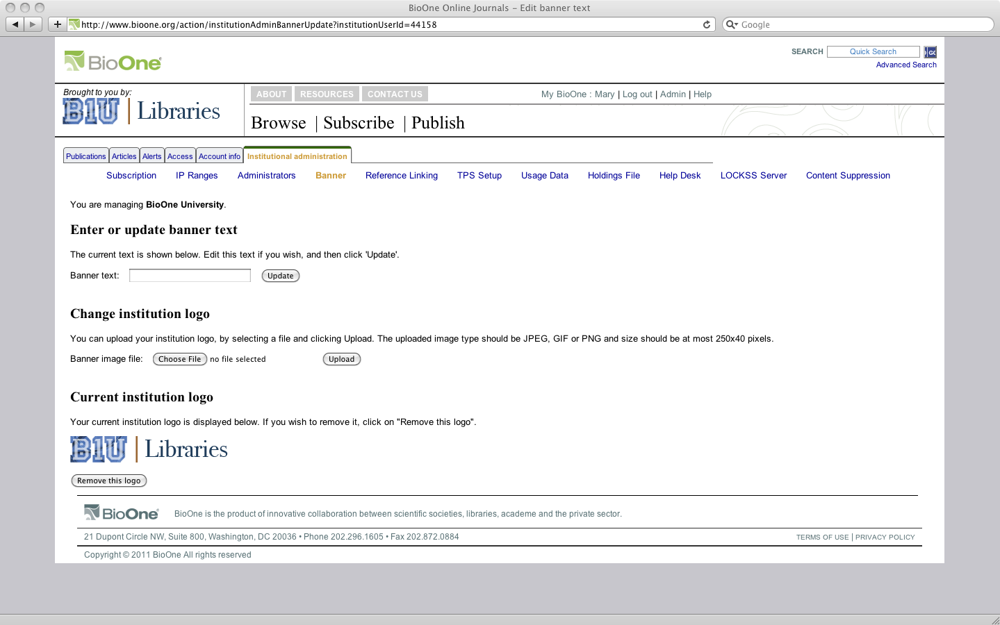 BioOne Online Journals – Edit banner text
http://www.bioone.org/action/institutionAdminBannerUpdate?institutionUserId=44158
Google
BioOne
SEARCH Quick Search GO
Advanced Search
Brought to you by:
B1U | Libraries
ABOUT RESOURCES CONTACT US
My BioOne : Mary | Log out | Admin | Help
Browse | Subscribe | Publish
Publications Articles Alerts Access Account info Institutional administration
Subscription IP Ranges Administrators Banner Reference Linking TPS Setup Usage Data Holdings File Help Desk LOCKSS Server Content Suppression
You are managing BioOne University.
Enter or update banner text
The current text is shown below. Edit this text if you wish, and then click 'Update'.
Banner text: Update
Change institution logo
You can upload your institution logo, by selecting a file and clicking Upload. The uploaded image type should be JPEG, GIF or PNG and size should be at most 250x40 pixels.
Banner image file: Choose File no file selected Upload
Current institution logo
Your current institution logo is displayed below. If you wish to remove it, click on "Remove this logo".
B1U | Libraries
Remove this logo
BioOne BioOne is the product of innovative collaboration between scientific societies, libraries, academe and the private sector.
21 Dupont Circle NW, Suite 800, Washington, DC 20036 • Phone 202.296.1605 • Fax 202.872.0884
TERMS OF USE | PRIVACY POLICY
Copyright © 2011 BioOne All rights reserved